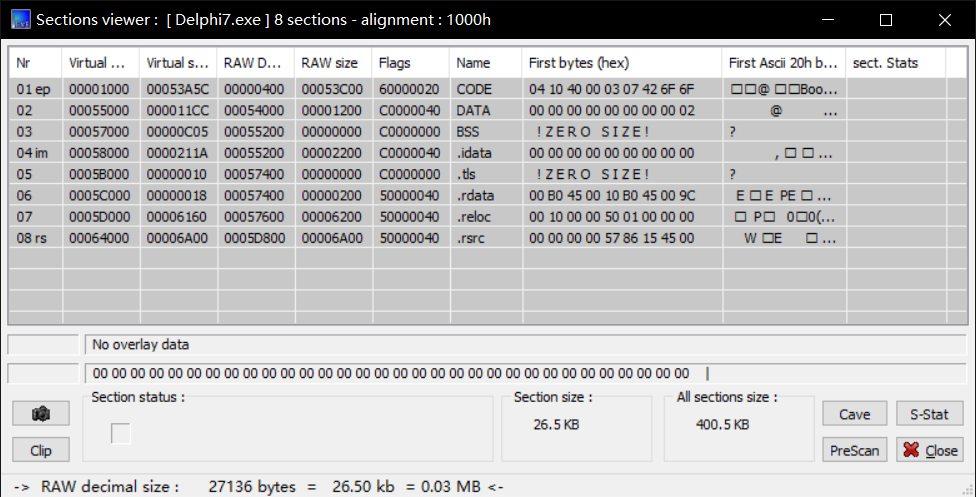 Sections viewer : [ Delphi7.exe ] 8 sections - alignment : 1000h
Nr Virtual ... Virtual s... RAW D... RAW size Flags Name First bytes (hex) First Ascii 20h b... sect. Stats
01 ep 00001000 00053A5C 00000400 00053C00 60000020 CODE 04 10 40 00 03 07 42 6F 6F □□@ □□Boo...
02 00055000 000011CC 00054000 00001200 C0000040 DATA 00 00 00 00 00 00 00 00 02 @ ...
03 00057000 00000C05 00055200 00000000 C0000000 BSS ! Z E R O S I Z E ! ?
04 im 00058000 0000211A 00055200 00002200 C0000040 .idata 00 00 00 00 00 00 00 00 00 , □ □ ...
05 0005B000 00000010 00057400 00000000 C0000000 .tls ! Z E R O S I Z E ! ?
06 0005C000 00000018 00057400 00000200 50000040 .rdata 00 B0 45 00 10 B0 45 00 9C E □ E PE □ ...
07 0005D000 00006160 00057600 00006200 50000040 .reloc 00 10 00 00 50 01 00 00 00 □ P□ 0□0(...
08 rs 00064000 00006A00 0005D800 00006A00 50000040 .rsrc 00 00 00 00 57 86 15 45 00 W □E □ ...
No overlay data
00 00 00 00 00 00 00 00 00 00 00 00 00 00 00 00 00 00 00 00 00 00 00 00 00 00 00 00 00 00 00 00 |
Section status :
Section size :
26.5 KB
All sections size :
400.5 KB
Cave
S-Stat
Clip
PreScan
Close
-> RAW decimal size : 27136 bytes = 26.50 kb = 0.03 MB <-